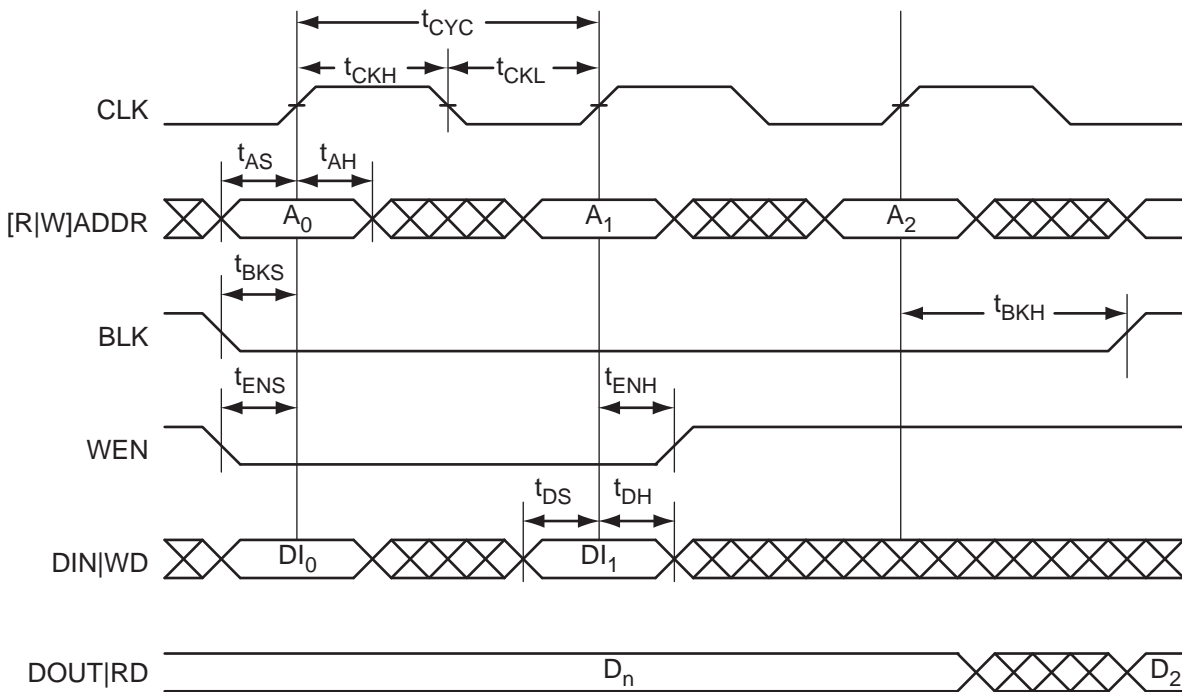 tCYC
tCKH tCKL
CLK
tAS tAH
[R|W]ADDR A0 A1 A2
tBKS tBKH
BLK
tENS tENH
WEN
tDS tDH
DIN|WD DI0 DI1
DOUT|RD Dn D2